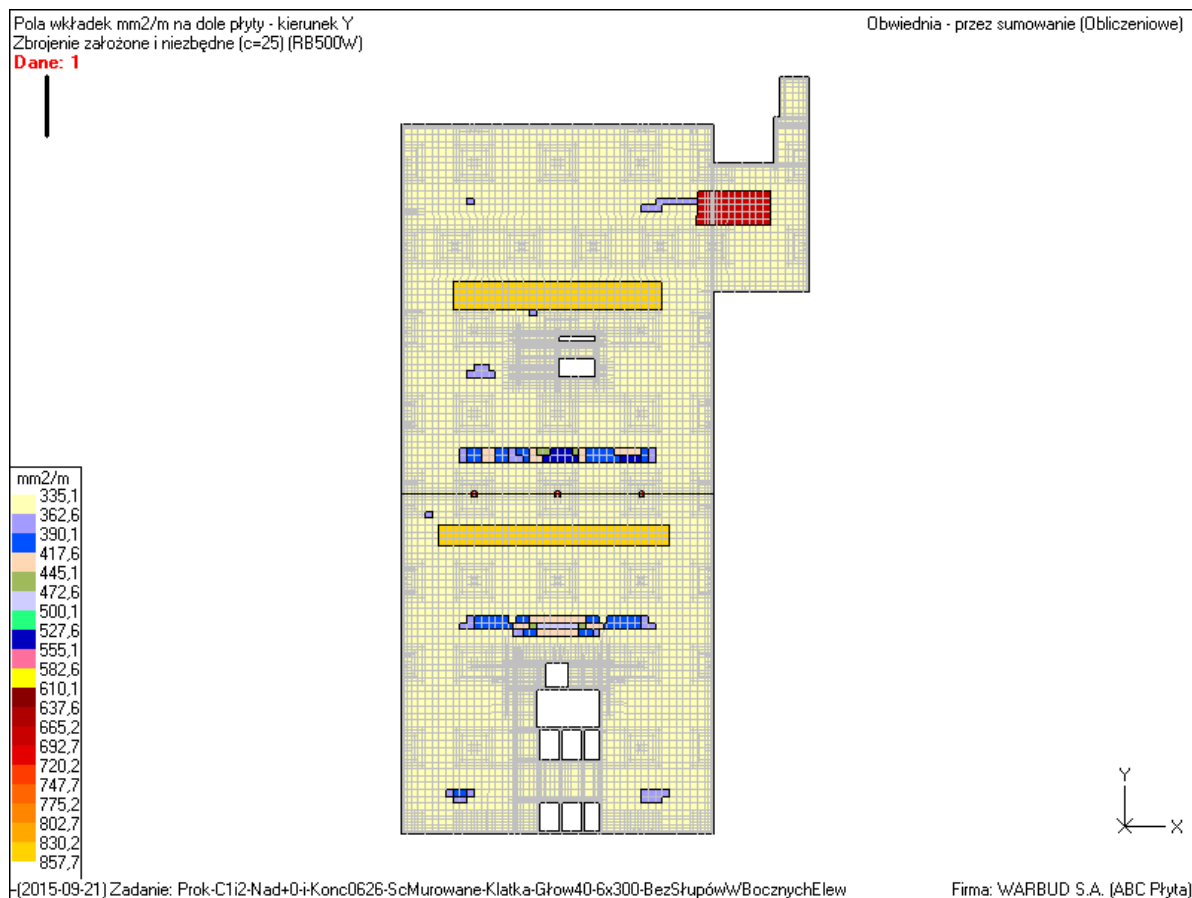 Pola wkładek mm2/m na dole płyty - kierunek Y
Obwiednia - przez sumowanie (Obliczeniowe)
Zbrojenie założone i niezbędne (c=25) (RB500W)
Dane: 1
mm2/m
335,1
362,6
390,1
417,6
445,1
472,6
500,1
527,6
555,1
582,6
610,1
637,6
665,2
692,7
720,2
747,7
775,2
802,7
830,2
857,7
Y
X
(2015-09-21) Zadanie: Prok-C1i2-Nad+0-i-Konc0626-ScMurowane-Klatka-Głow40-6x300-BezSłupówWBocznychElew
Firma: WARBUD S.A. (ABC Płyta)